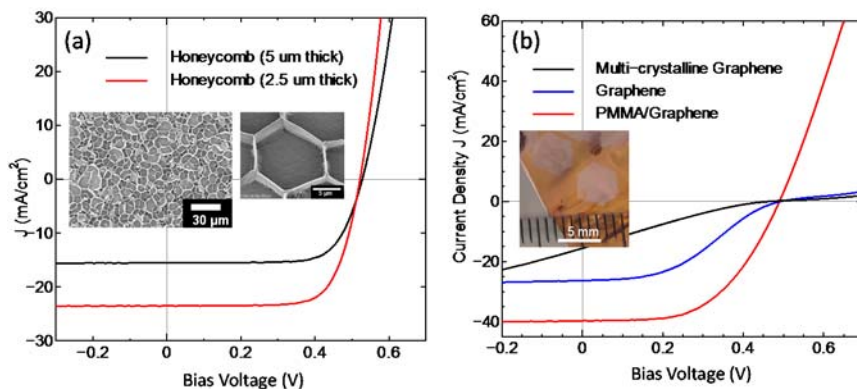 (a)
J (mA/cm²)
30
20
10
0
−10
−20
−30
Honeycomb (5 um thick)
Honeycomb (2.5 um thick)
30 µm
−0.2
0
0.2
0.4
0.6
Bias Voltage (V)
(b)
Current Density J (mA/cm²)
60
40
20
0
−20
−40
Multi-crystalline Graphene
Graphene
PMMA/Graphene
5 mm
−0.2
0
0.2
0.4
0.6
Bias Voltage (V)